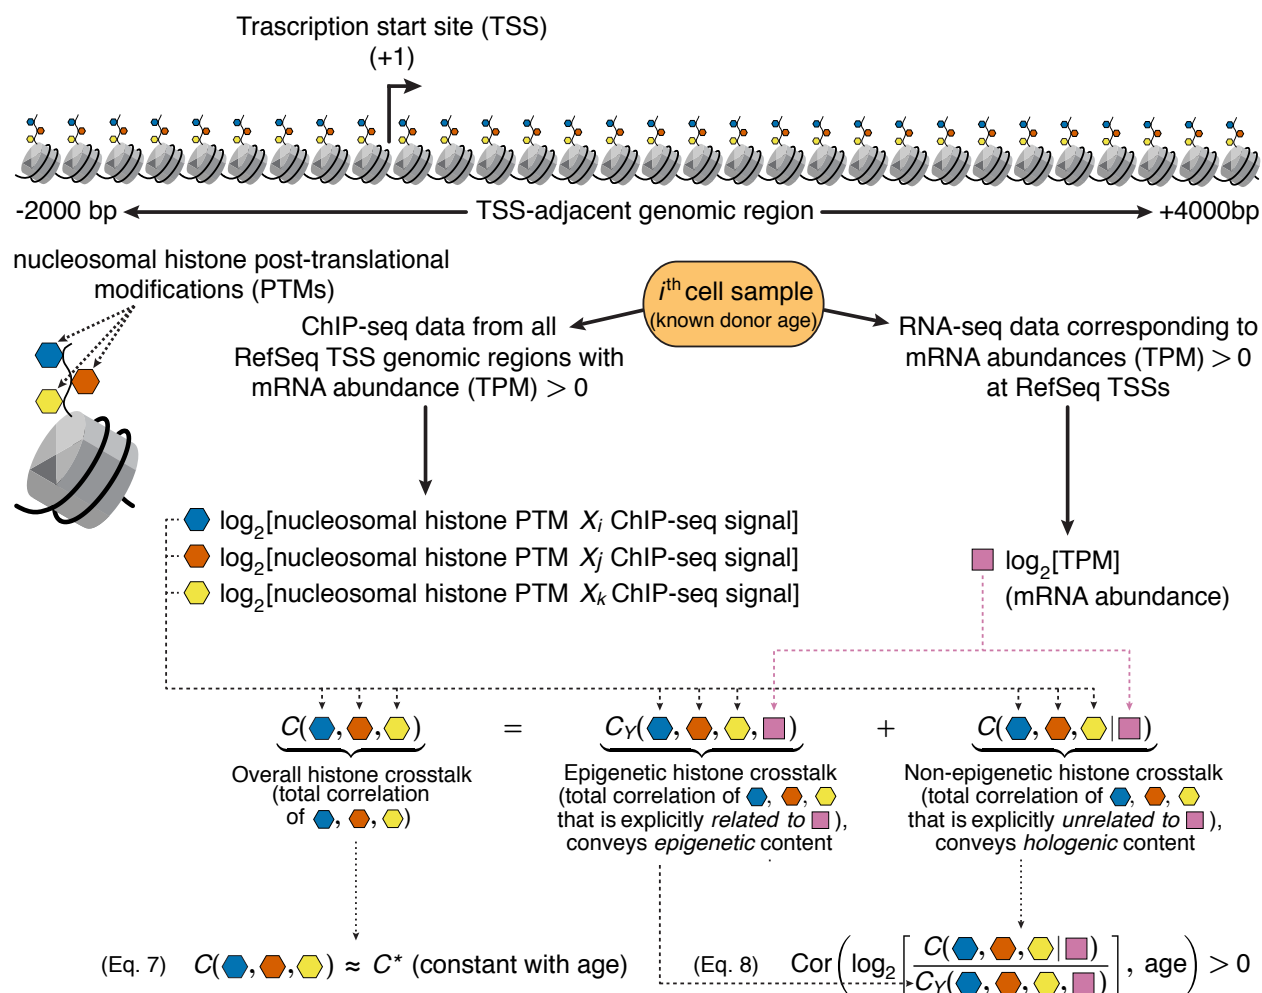 Trascription start site (TSS)
(+1)
-2000 bp
TSS-adjacent genomic region
+4000bp
nucleosomal histone post-translational
modifications (PTMs)
i^th cell sample
(known donor age)
ChIP-seq data from all
RefSeq TSS genomic regions with
mRNA abundance (TPM) > 0
RNA-seq data corresponding to
mRNA abundances (TPM) > 0
at RefSeq TSSs
log₂[nucleosomal histone PTM Xᵢ ChIP-seq signal]
log₂[nucleosomal histone PTM Xⱼ ChIP-seq signal]
log₂[nucleosomal histone PTM Xₖ ChIP-seq signal]
log₂[TPM]
(mRNA abundance)
C( , , ) = C_Y( , , , ) + C( , , | )
Overall histone crosstalk
(total correlation
of , , )
Epigenetic histone crosstalk
(total correlation of , ,
that is explicitly related to ),
conveys epigenetic content
Non-epigenetic histone crosstalk
(total correlation of , ,
that is explicitly unrelated to ),
conveys hologenic content
(Eq. 7) C( , , ) ≈ C* (constant with age)
(Eq. 8) Cor(log₂[C( , , | ) / C_Y( , , , )], age) > 0